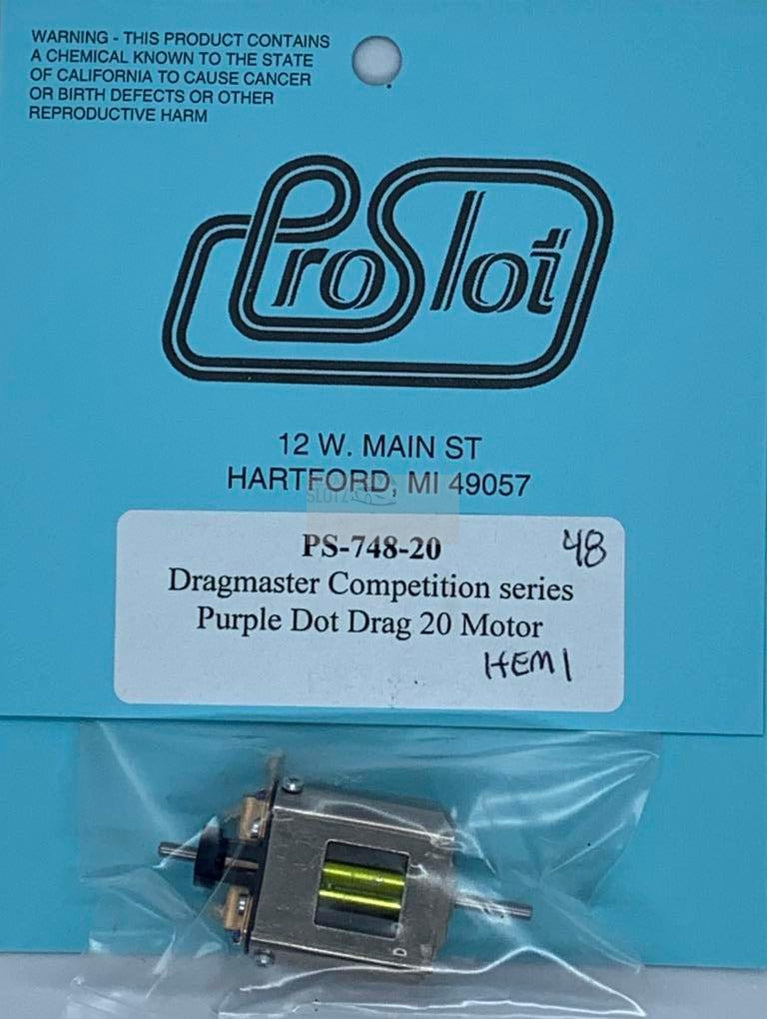 WARNING - THIS PRODUCT CONTAINS
A CHEMICAL KNOWN TO THE STATE
OF CALIFORNIA TO CAUSE CANCER
OR BIRTH DEFECTS OR OTHER
REPRODUCTIVE HARM
ProSlot
12 W. MAIN ST
HARTFORD, MI 49057
SLOTZ
PS-748-20 48
Dragmaster Competition series
Purple Dot Drag 20 Motor
HEMI
D